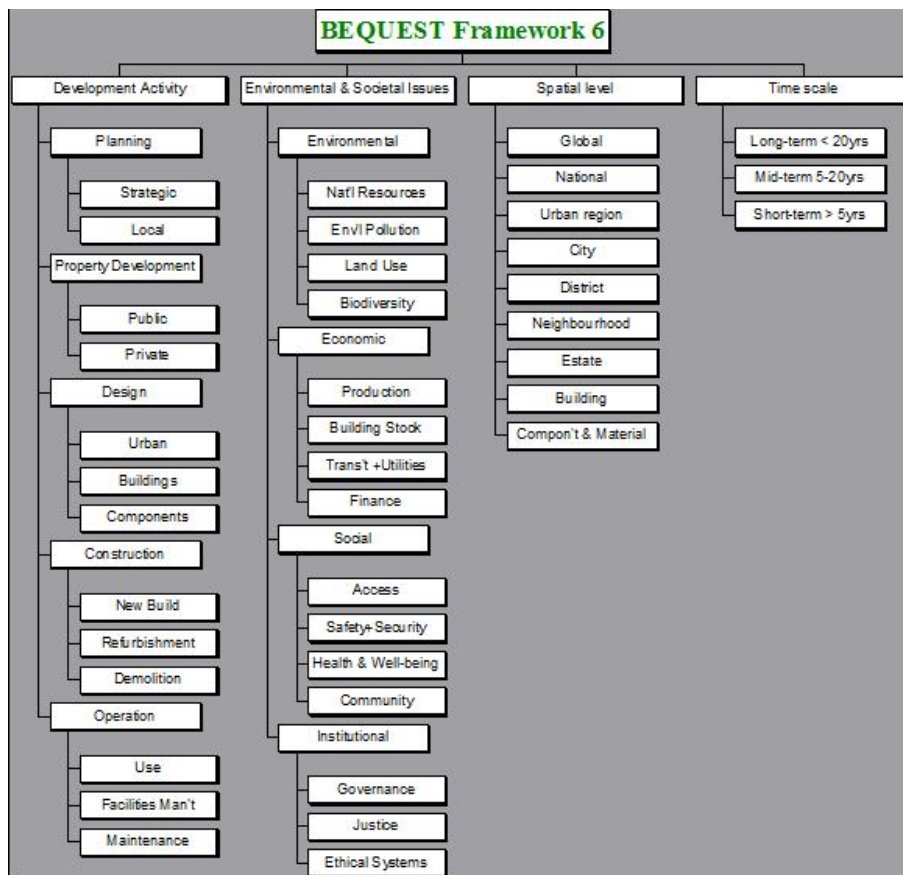 BEQUEST Framework 6
Development Activity
Planning
Strategic
Local
Property Development
Public
Private
Design
Urban
Buildings
Components
Construction
New Build
Refurbishment
Demolition
Operation
Use
Facilities Man't
Maintenance
Environmental & Societal Issues
Environmental
Nat'l Resources
Env'l Pollution
Land Use
Biodiversity
Economic
Production
Building Stock
Trans't +Utilities
Finance
Social
Access
Safety+Security
Health & Well-being
Community
Institutional
Governance
Justice
Ethical Systems
Spatial level
Global
National
Urban region
City
District
Neighbourhood
Estate
Building
Compon't & Material
Time scale
Long-term < 20yrs
Mid-term 5-20yrs
Short-term > 5yrs